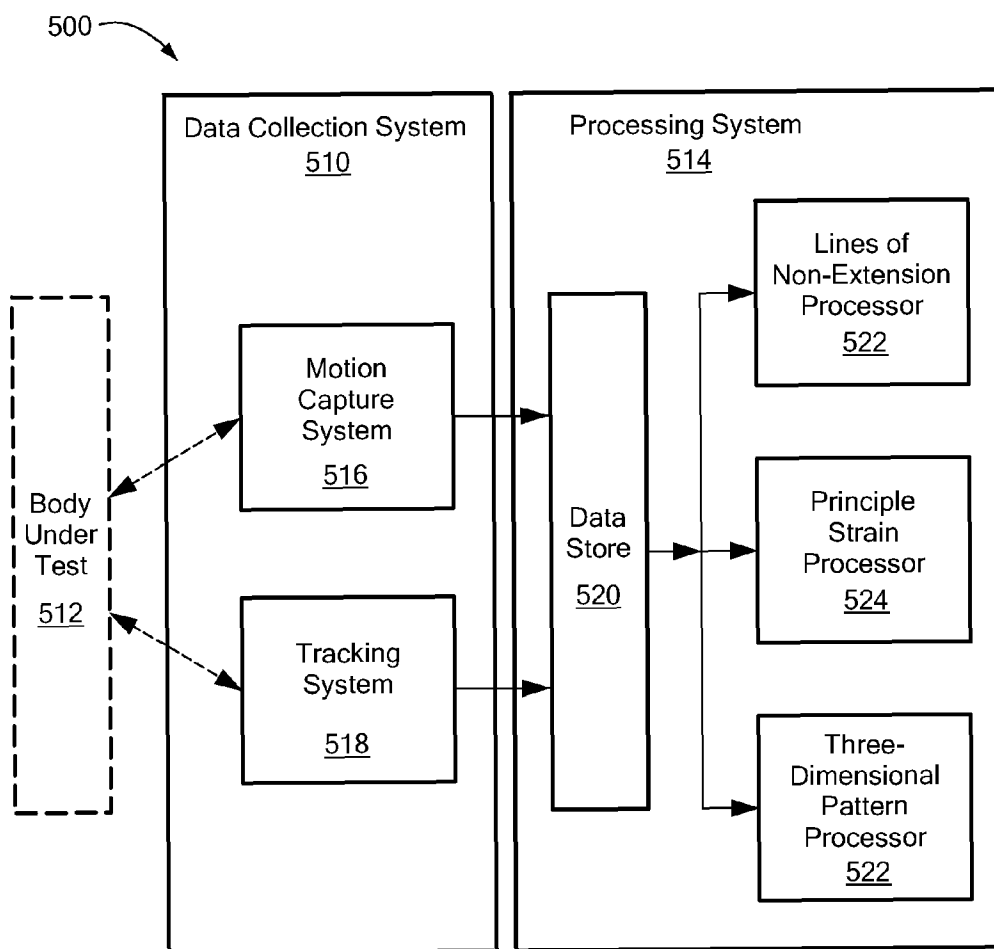 500
Data Collection System
510
Processing System
514
Body
Under
Test
512
Motion
Capture
System
516
Tracking
System
518
Data
Store
520
Lines of
Non-Extension
Processor
522
Principle
Strain
Processor
524
Three-
Dimensional
Pattern
Processor
522